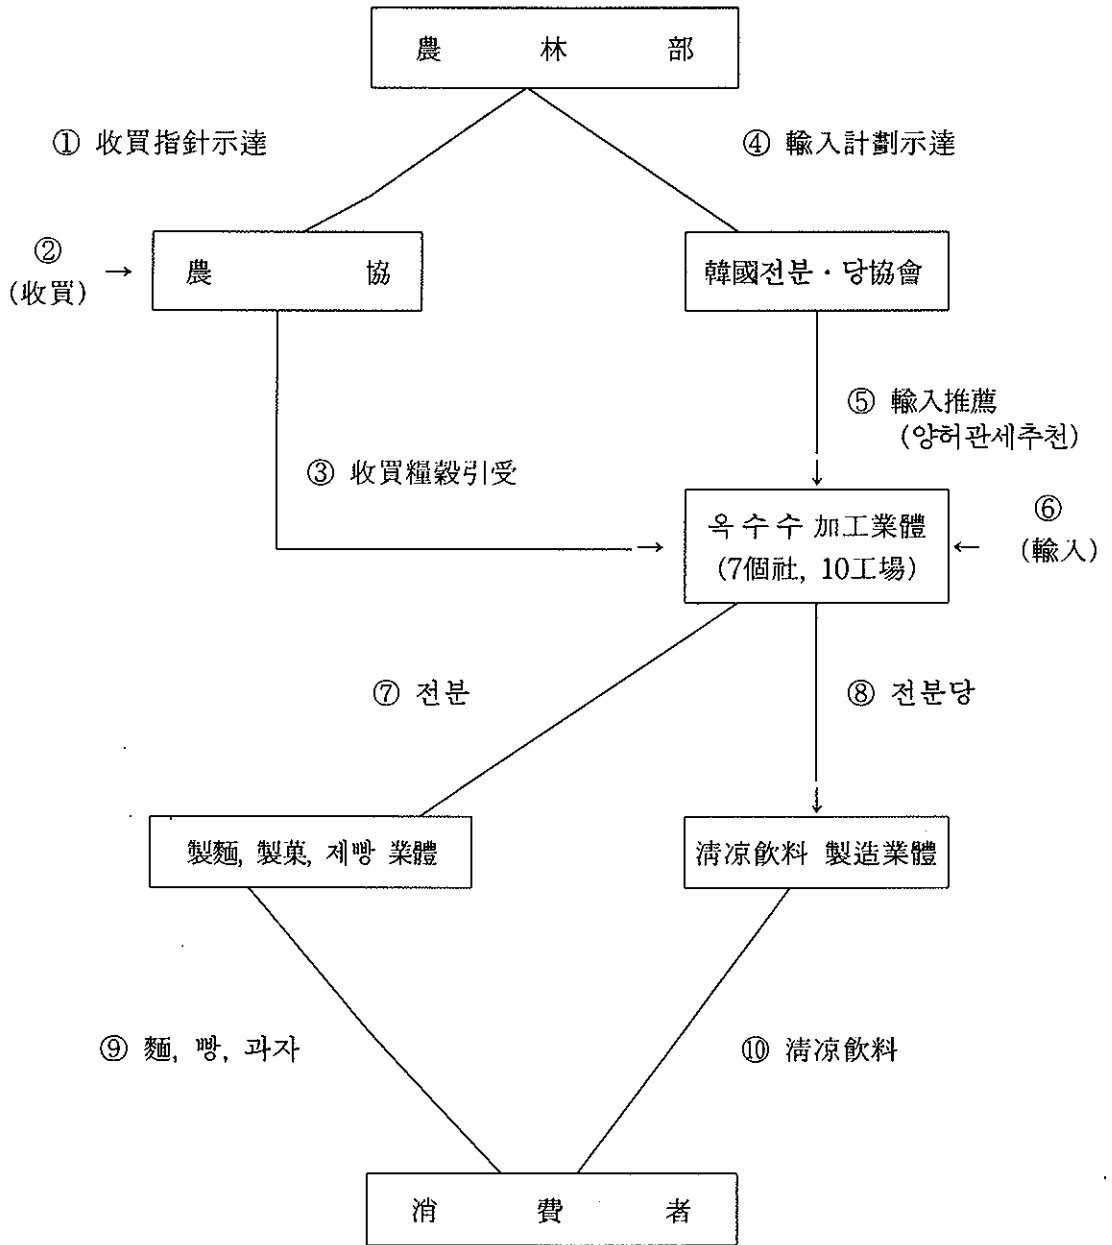 農 林 部
① 收買指針示達
④ 輸入計劃示達
②
(收買) →
農 協
韓國전분·당協會
⑤ 輸入推薦
(양허관세추천)
③ 收買糧穀引受
옥수수 加工業體
(7個社, 10工場)
⑥
← (輸入)
⑦ 전분
⑧ 전분당
製麵, 製菓, 제빵 業體
淸凉飮料 製造業體
⑨ 麵, 빵, 과자
⑩ 淸凉飮料
消 費 者